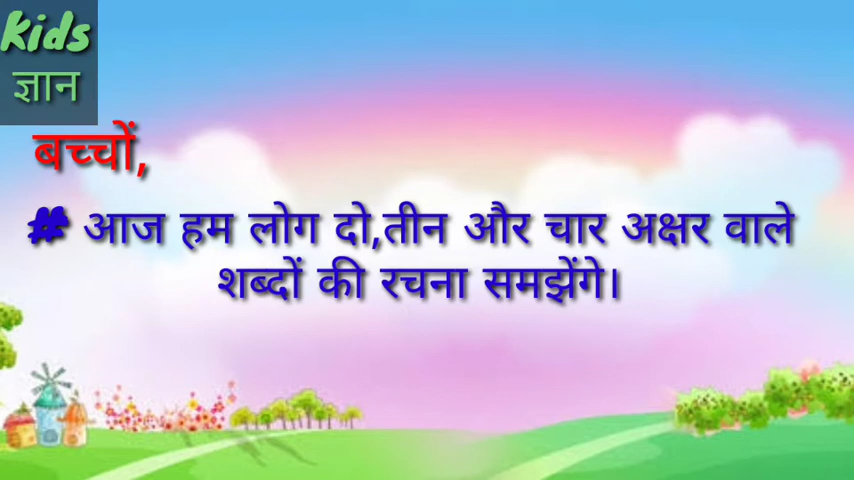 Kids
ज्ञान
बच्चों,
# आज हम लोग दो,तीन और चार अक्षर वाले
शब्दों की रचना समझेंगे।